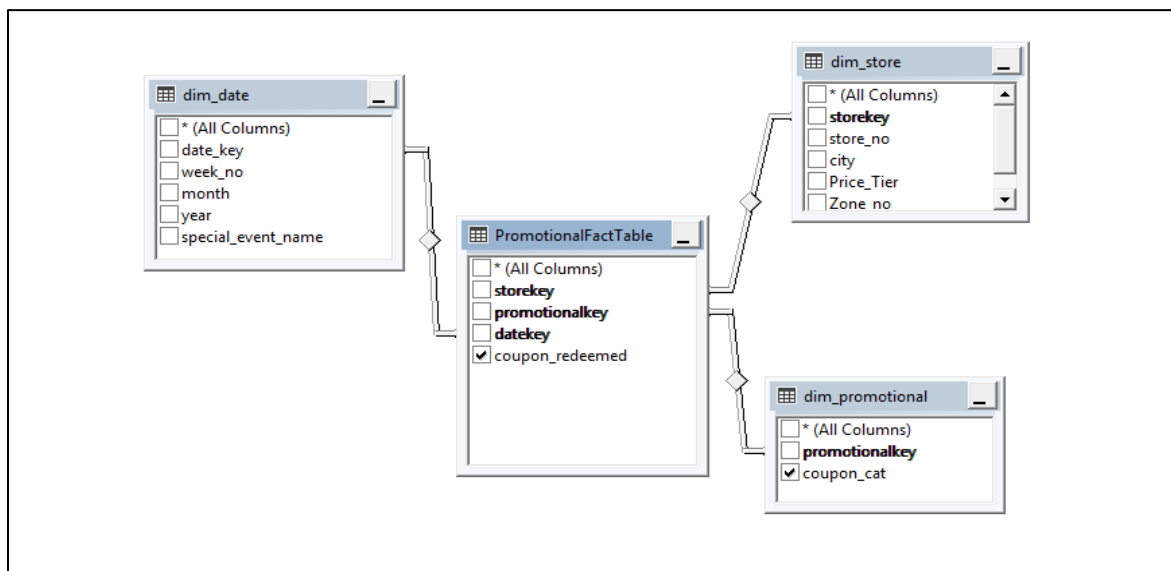 dim_date
* (All Columns)
date_key
week_no
month
year
special_event_name
PromotionalFactTable
* (All Columns)
storekey
promotionalkey
datekey
coupon_redeemed
dim_store
* (All Columns)
storekey
store_no
city
Price_Tier
Zone_no
dim_promotional
* (All Columns)
promotionalkey
coupon_cat